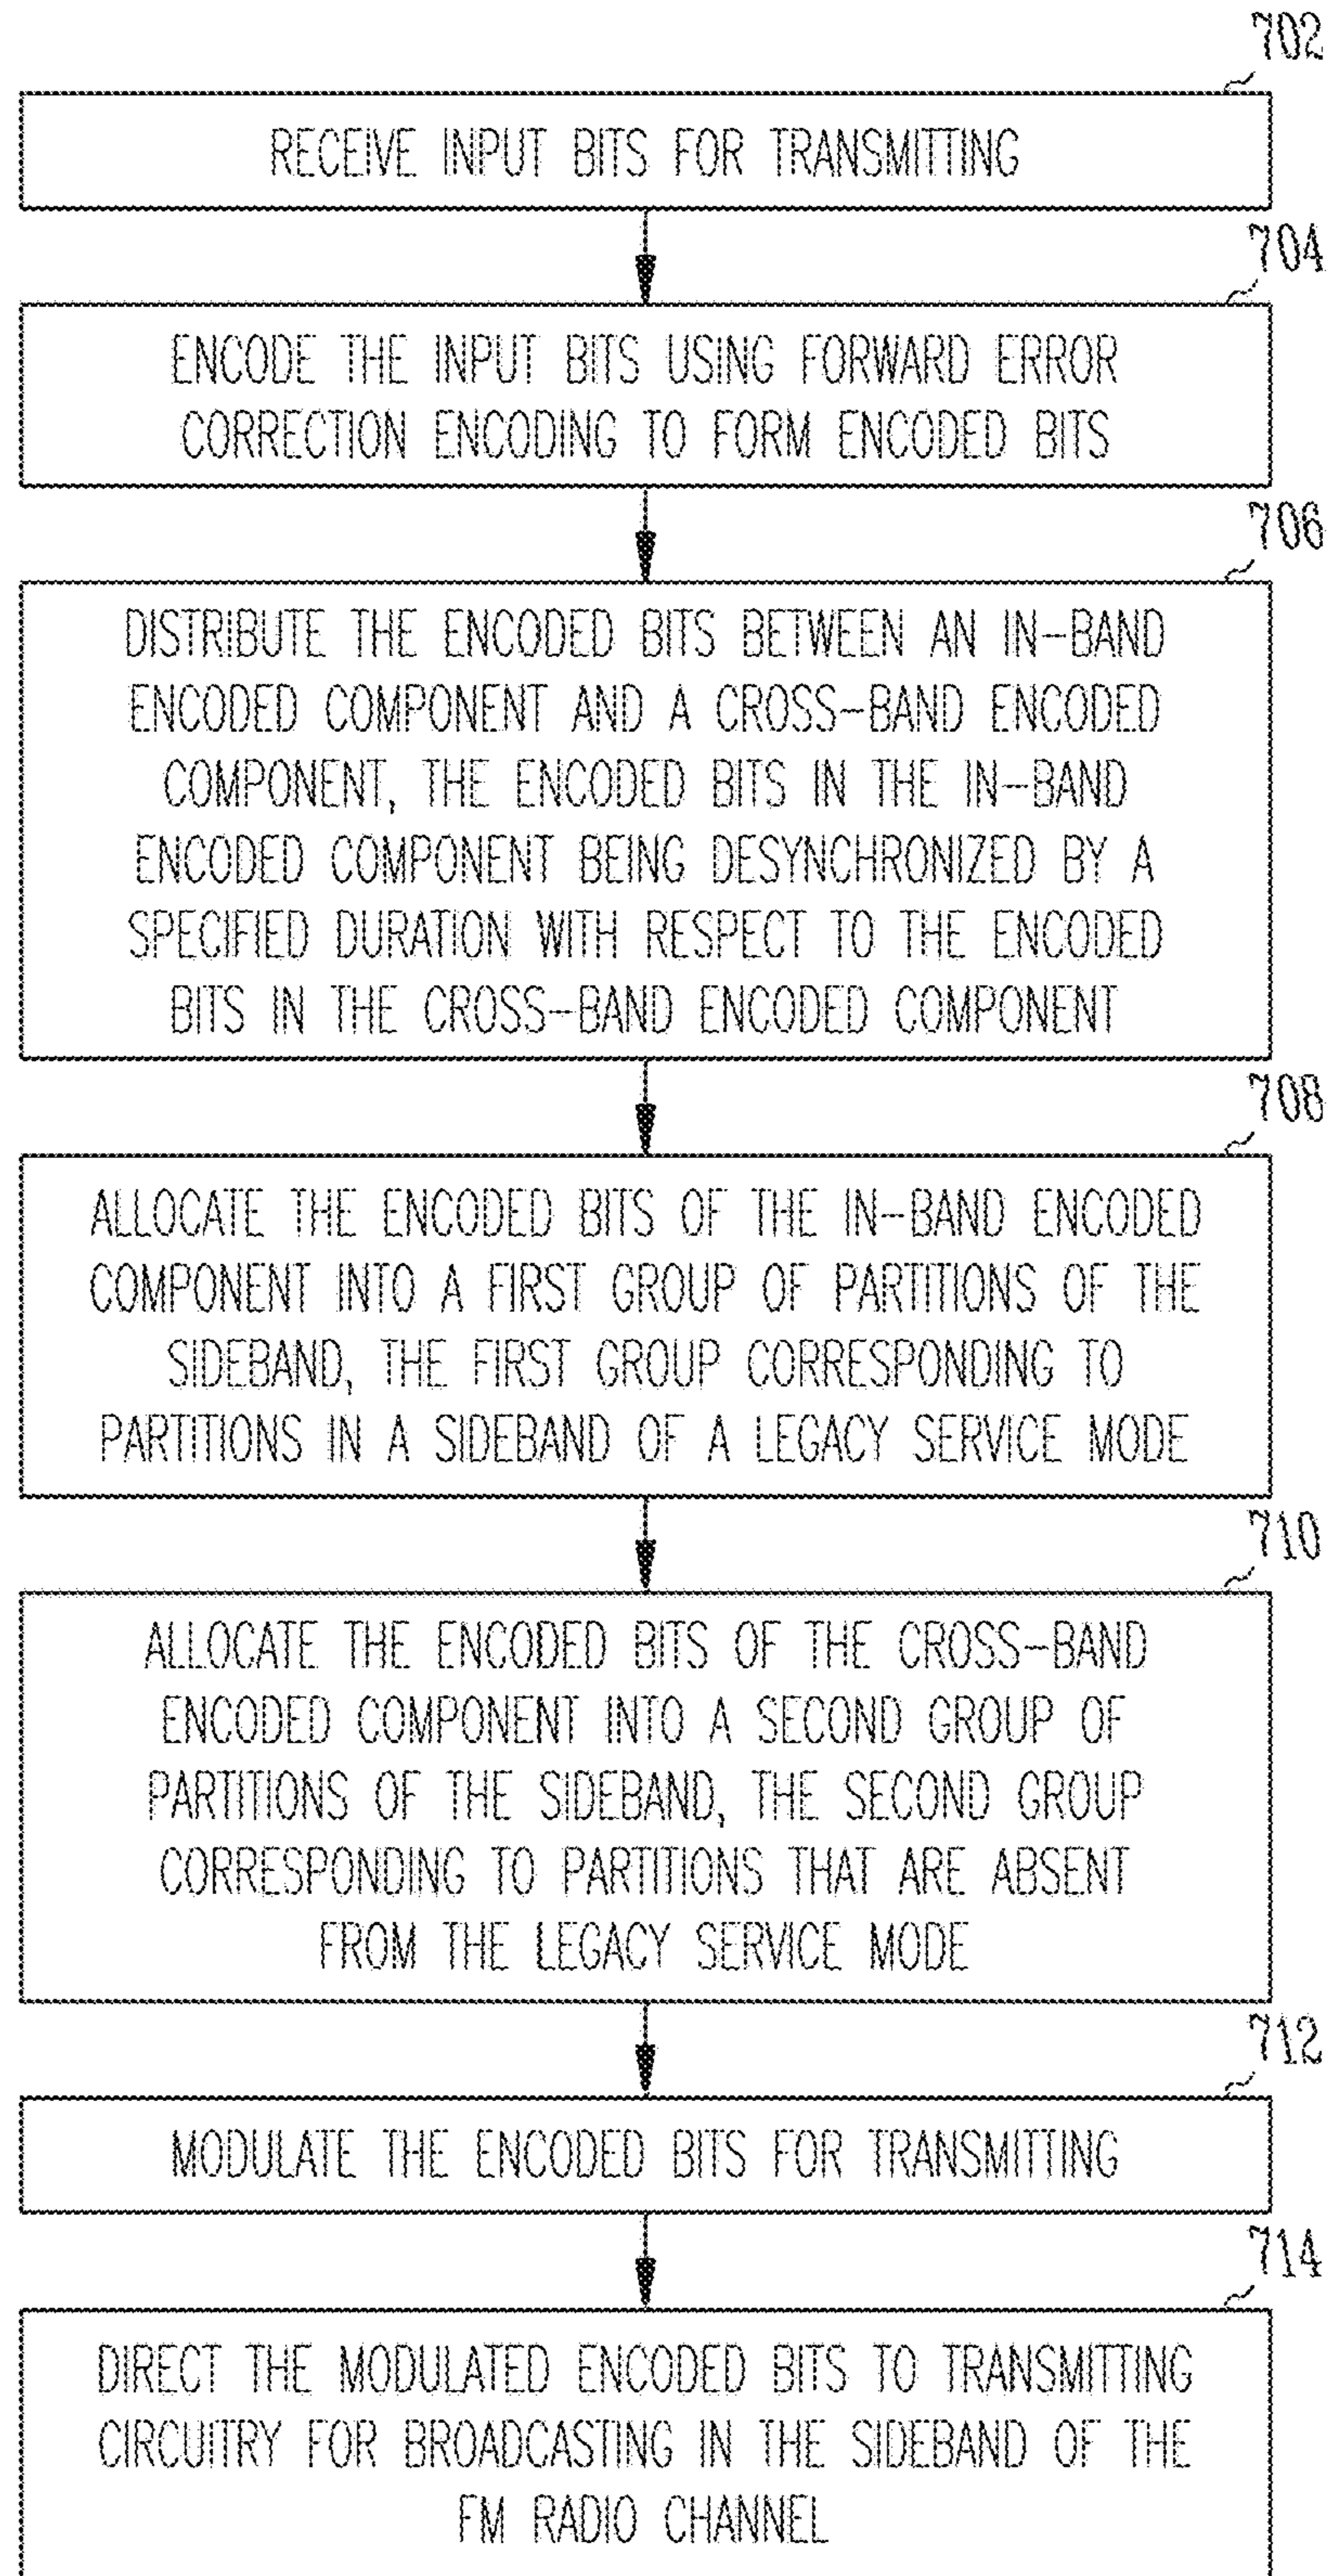 702
RECEIVE INPUT BITS FOR TRANSMITTING
704
ENCODE THE INPUT BITS USING FORWARD ERROR
CORRECTION ENCODING TO FORM ENCODED BITS
706
DISTRIBUTE THE ENCODED BITS BETWEEN AN IN-BAND
ENCODED COMPONENT AND A CROSS-BAND ENCODED
COMPONENT, THE ENCODED BITS IN THE IN-BAND
ENCODED COMPONENT BEING DESYNCHRONIZED BY A
SPECIFIED DURATION WITH RESPECT TO THE ENCODED
BITS IN THE CROSS-BAND ENCODED COMPONENT
708
ALLOCATE THE ENCODED BITS OF THE IN-BAND ENCODED
COMPONENT INTO A FIRST GROUP OF PARTITIONS OF THE
SIDEBAND, THE FIRST GROUP CORRESPONDING TO
PARTITIONS IN A SIDEBAND OF A LEGACY SERVICE MODE
710
ALLOCATE THE ENCODED BITS OF THE CROSS-BAND
ENCODED COMPONENT INTO A SECOND GROUP OF
PARTITIONS OF THE SIDEBAND, THE SECOND GROUP
CORRESPONDING TO PARTITIONS THAT ARE ABSENT
FROM THE LEGACY SERVICE MODE
712
MODULATE THE ENCODED BITS FOR TRANSMITTING
714
DIRECT THE MODULATED ENCODED BITS TO TRANSMITTING
CIRCUITRY FOR BROADCASTING IN THE SIDEBAND OF THE
FM RADIO CHANNEL